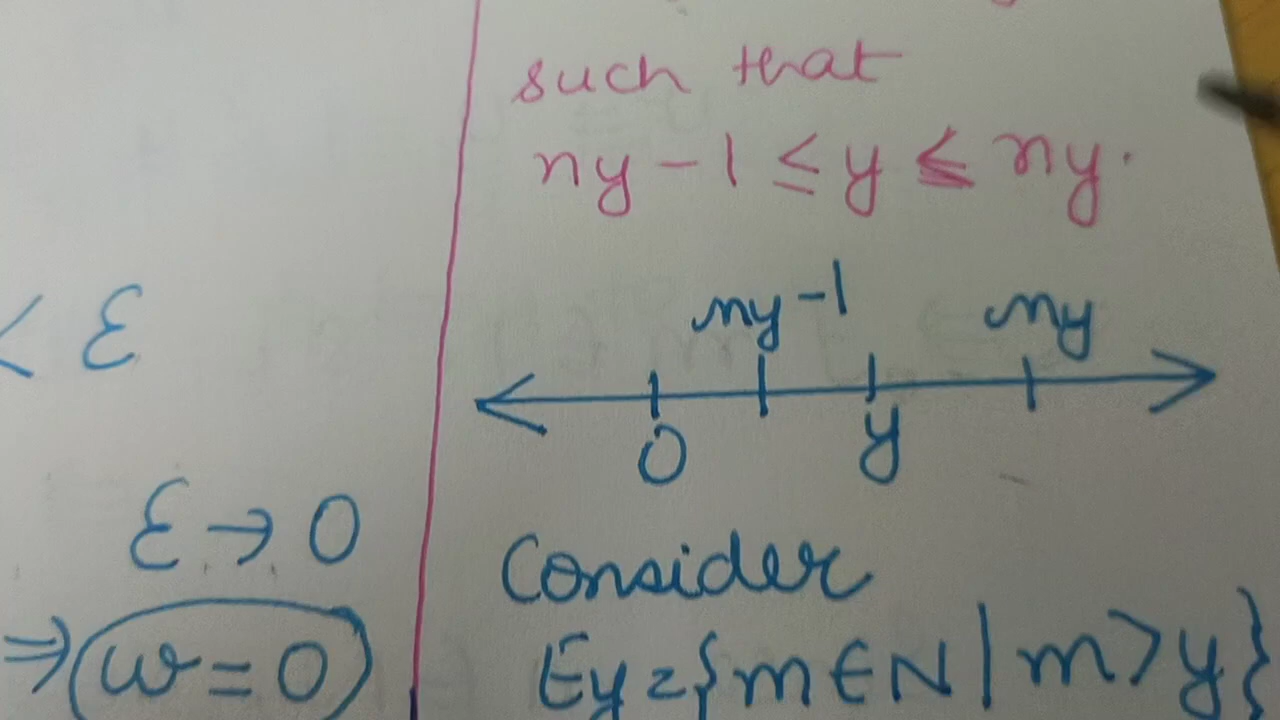 < ε
ε → 0
⇒ w = 0
such that
ny - 1 ≤ y ≤ ny.
ny - 1 ny
0 y
Consider
Ey = {m ∈ N | m > y}